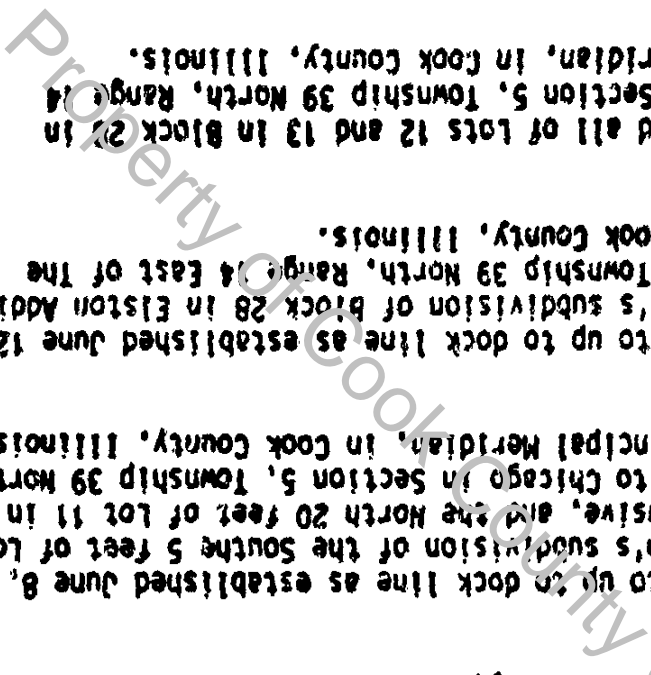 to up to dock line as established June 8,
's subdivision of the South 5 feet of Lo
sive, and the North 20 feet of Lot 11 in
to Chicago in Section 5, Township 39 Nort
ncipal Meridian, in Cook County, Illinois
to up to dock line as established June 12
's subdivision of Block 28 in Elston Addi
Township 39 North, Range 14 East of The
ook County, Illinois.
d all of Lots 12 and 13 in Block 28 in
Section 5, Township 39 North, Range 14
ridian, in Cook County, Illinois.
Property of Cook County